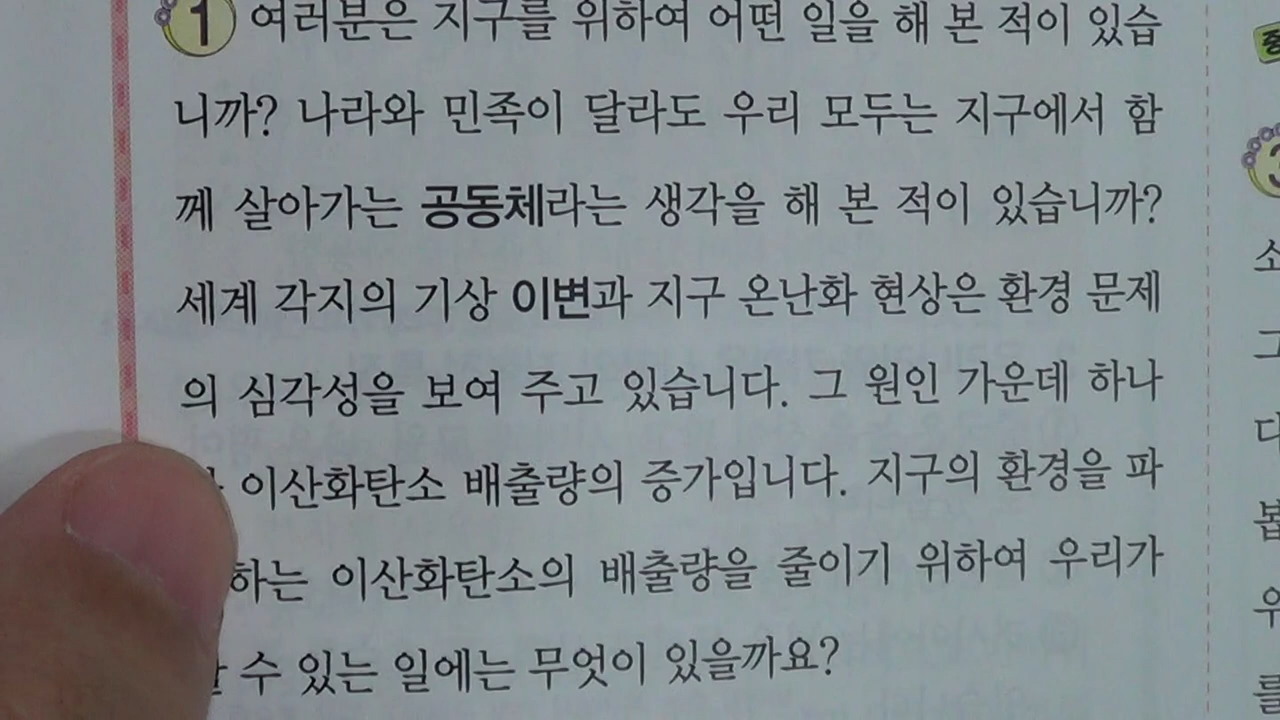 1 여러분은 지구를 위하여 어떤 일을 해 본 적이 있습
니까? 나라와 민족이 달라도 우리 모두는 지구에서 함
께 살아가는 공동체라는 생각을 해 본 적이 있습니까?
세계 각지의 기상 이변과 지구 온난화 현상은 환경 문제
의 심각성을 보여 주고 있습니다. 그 원인 가운데 하나
이산화탄소 배출량의 증가입니다. 지구의 환경을 파
하는 이산화탄소의 배출량을 줄이기 위하여 우리가
수 있는 일에는 무엇이 있을까요?